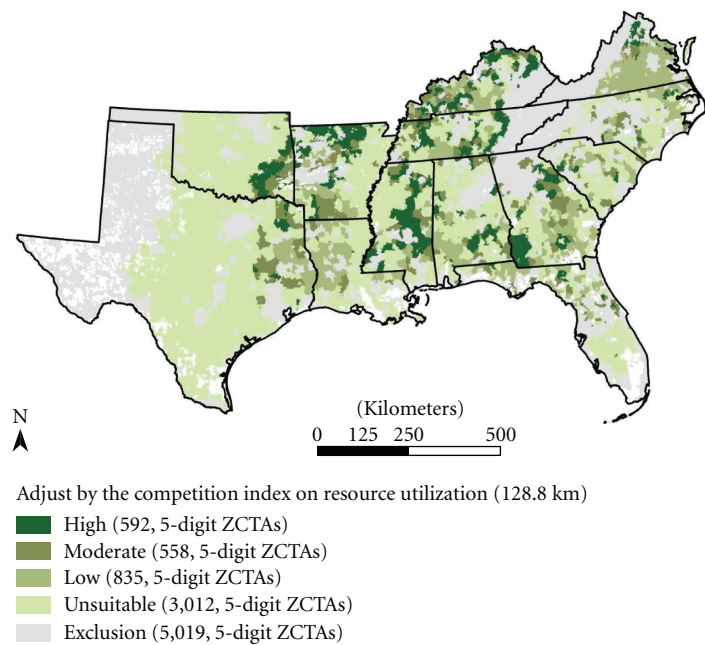 N
(Kilometers)
0 125 250 500
Adjust by the competition index on resource utilization (128.8 km)
High (592, 5-digit ZCTAs)
Moderate (558, 5-digit ZCTAs)
Low (835, 5-digit ZCTAs)
Unsuitable (3,012, 5-digit ZCTAs)
Exclusion (5,019, 5-digit ZCTAs)